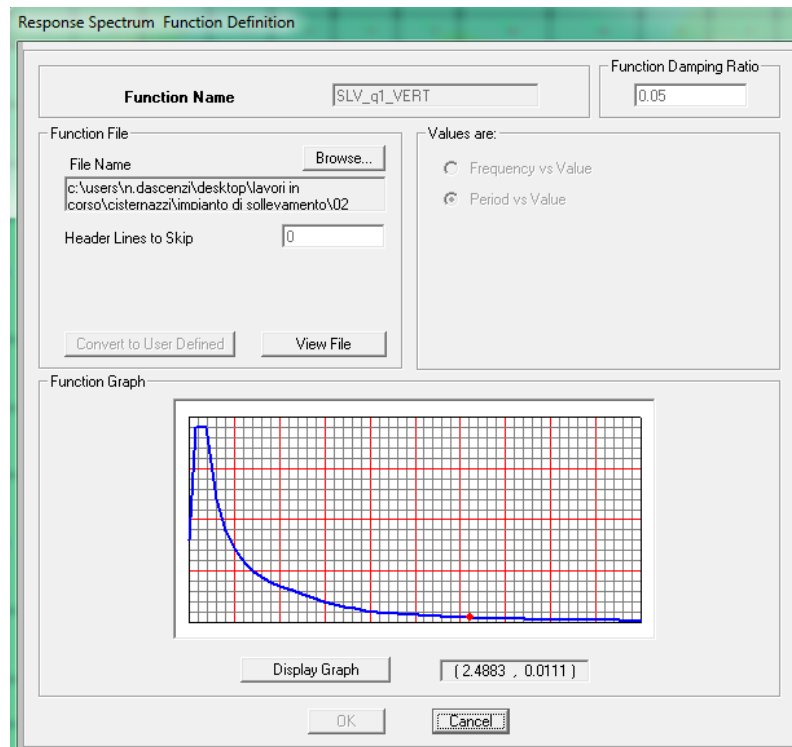 Response Spectrum Function Definition
Function Damping Ratio
Function Name
SLV_q1_VERT
0.05
Function File
Values are:
File Name
Browse...
Frequency vs Value
c:\users\n.dascenzi\desktop\lavori in
corso\cisternazzi\impianto di sollevamento\02
Period vs Value
Header Lines to Skip
0
Convert to User Defined
View File
Function Graph
Display Graph
( 2.4883 , 0.0111 )
OK
Cancel